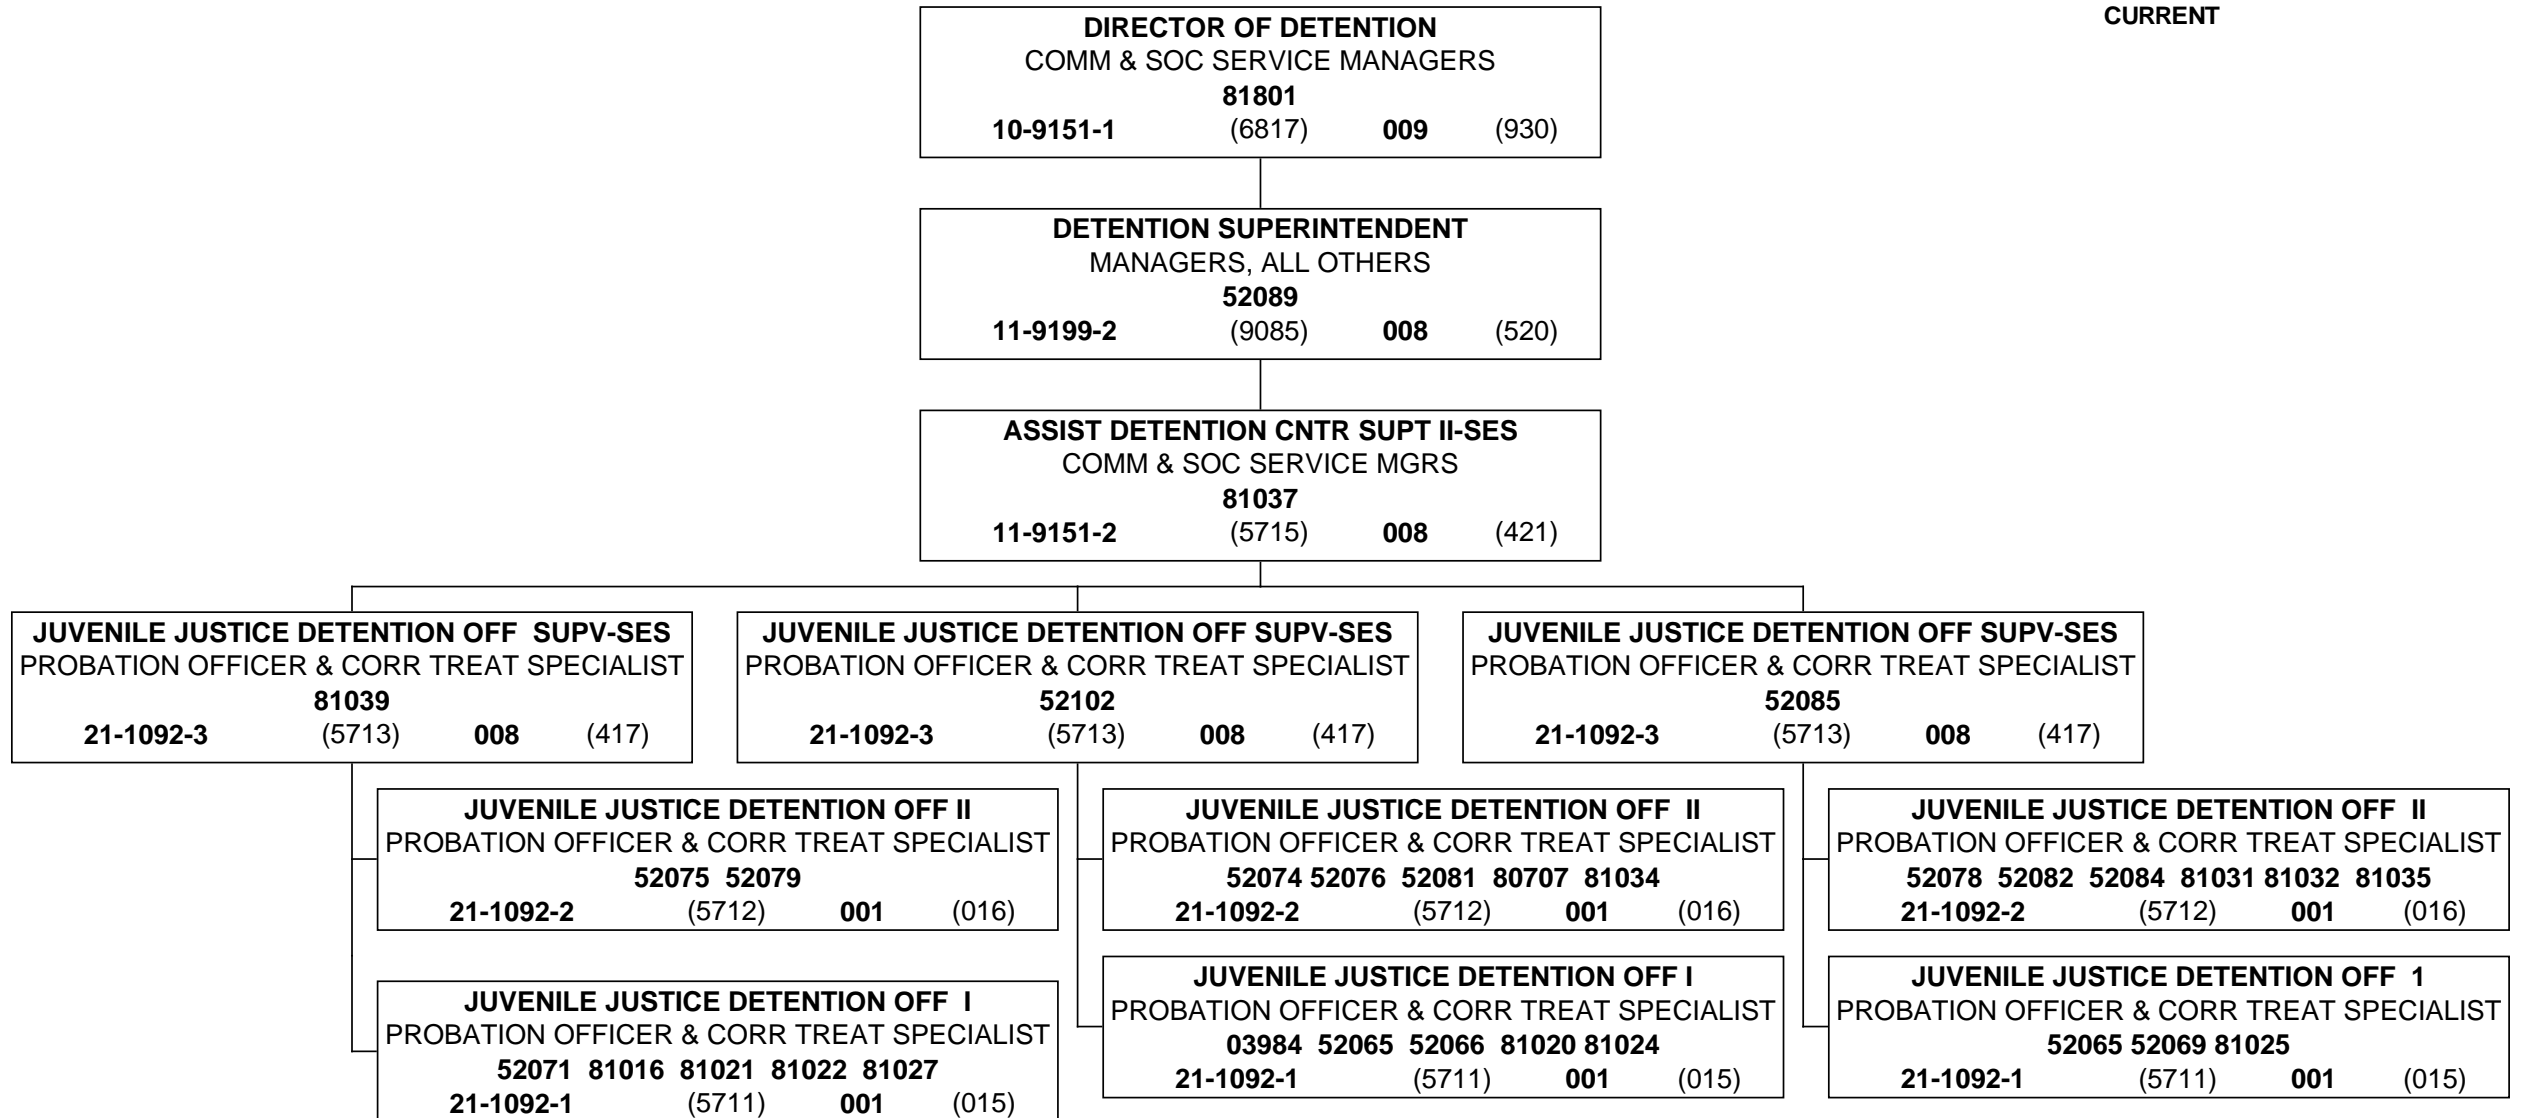 CURRENT
DIRECTOR OF DETENTION
COMM & SOC SERVICE MANAGERS
81801
10-9151-1 (6817) 009 (930)
DETENTION SUPERINTENDENT
MANAGERS, ALL OTHERS
52089
11-9199-2 (9085) 008 (520)
ASSIST DETENTION CNTR SUPT II-SES
COMM & SOC SERVICE MGRS
81037
11-9151-2 (5715) 008 (421)
JUVENILE JUSTICE DETENTION OFF SUPV-SES
PROBATION OFFICER & CORR TREAT SPECIALIST
81039
21-1092-3 (5713) 008 (417)
JUVENILE JUSTICE DETENTION OFF II
PROBATION OFFICER & CORR TREAT SPECIALIST
52075 52079
21-1092-2 (5712) 001 (016)
JUVENILE JUSTICE DETENTION OFF I
PROBATION OFFICER & CORR TREAT SPECIALIST
52071 81016 81021 81022 81027
21-1092-1 (5711) 001 (015)
JUVENILE JUSTICE DETENTION OFF SUPV-SES
PROBATION OFFICER & CORR TREAT SPECIALIST
52102
21-1092-3 (5713) 008 (417)
JUVENILE JUSTICE DETENTION OFF II
PROBATION OFFICER & CORR TREAT SPECIALIST
52074 52076 52081 80707 81034
21-1092-2 (5712) 001 (016)
JUVENILE JUSTICE DETENTION OFF I
PROBATION OFFICER & CORR TREAT SPECIALIST
03984 52065 52066 81020 81024
21-1092-1 (5711) 001 (015)
JUVENILE JUSTICE DETENTION OFF SUPV-SES
PROBATION OFFICER & CORR TREAT SPECIALIST
52085
21-1092-3 (5713) 008 (417)
JUVENILE JUSTICE DETENTION OFF II
PROBATION OFFICER & CORR TREAT SPECIALIST
52078 52082 52084 81031 81032 81035
21-1092-2 (5712) 001 (016)
JUVENILE JUSTICE DETENTION OFF 1
PROBATION OFFICER & CORR TREAT SPECIALIST
52065 52069 81025
21-1092-1 (5711) 001 (015)